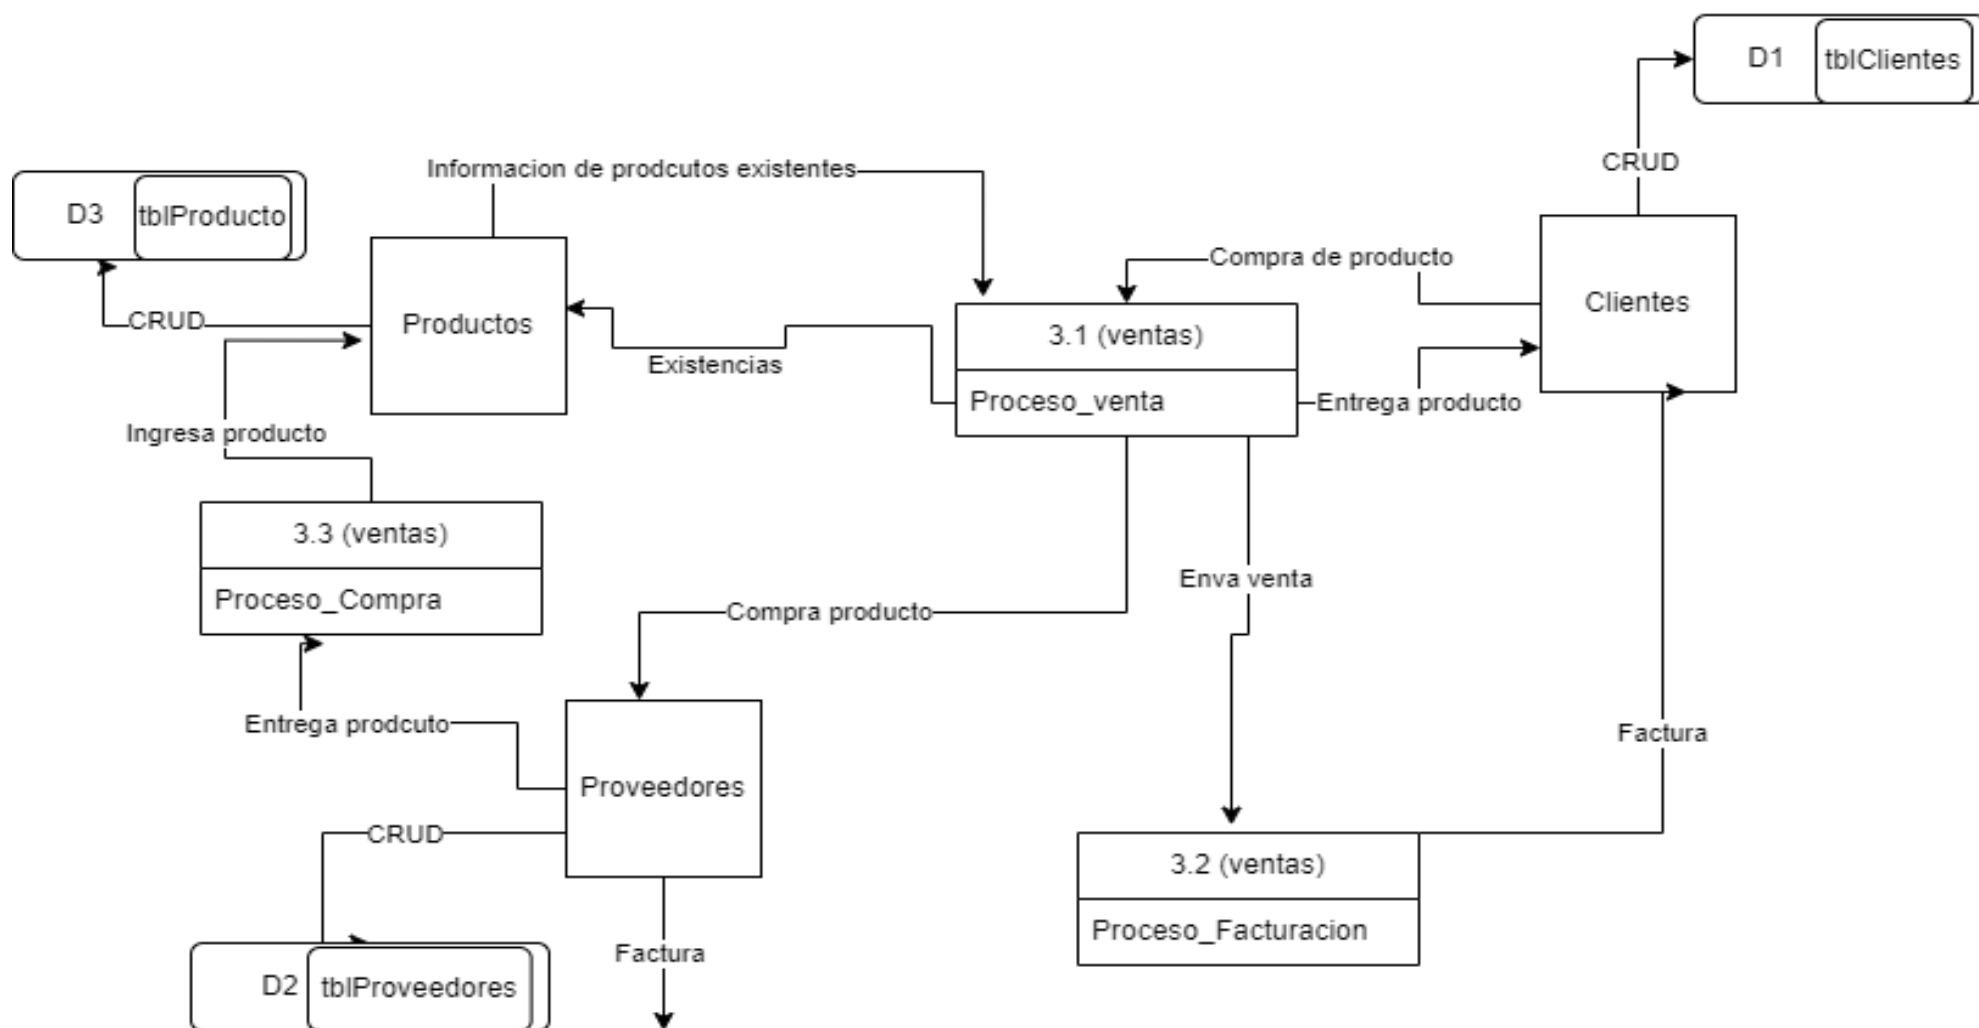 D1
tblClientes
CRUD
Informacion de prodcutos existentes
D3
tblProducto
Compra de producto
Clientes
CRUD
Productos
3.1 (ventas)
Existencias
Proceso_venta
Entrega producto
Ingresa producto
3.3 (ventas)
Proceso_Compra
Enva venta
Compra producto
Entrega prodcuto
Factura
Proveedores
CRUD
3.2 (ventas)
Proceso_Facturacion
Factura
D2
tblProveedores